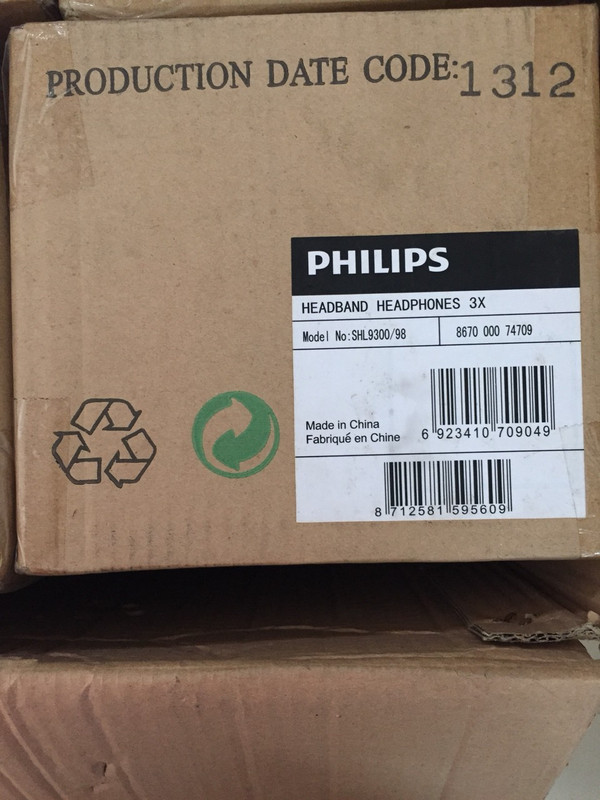 PRODUCTION DATE CODE:1312
PHILIPS
HEADBAND HEADPHONES 3X
Model No:SHL9300/98 8670 000 74709
Made in China
Fabriqué en Chine
6 923410 709049
8 712581 595609